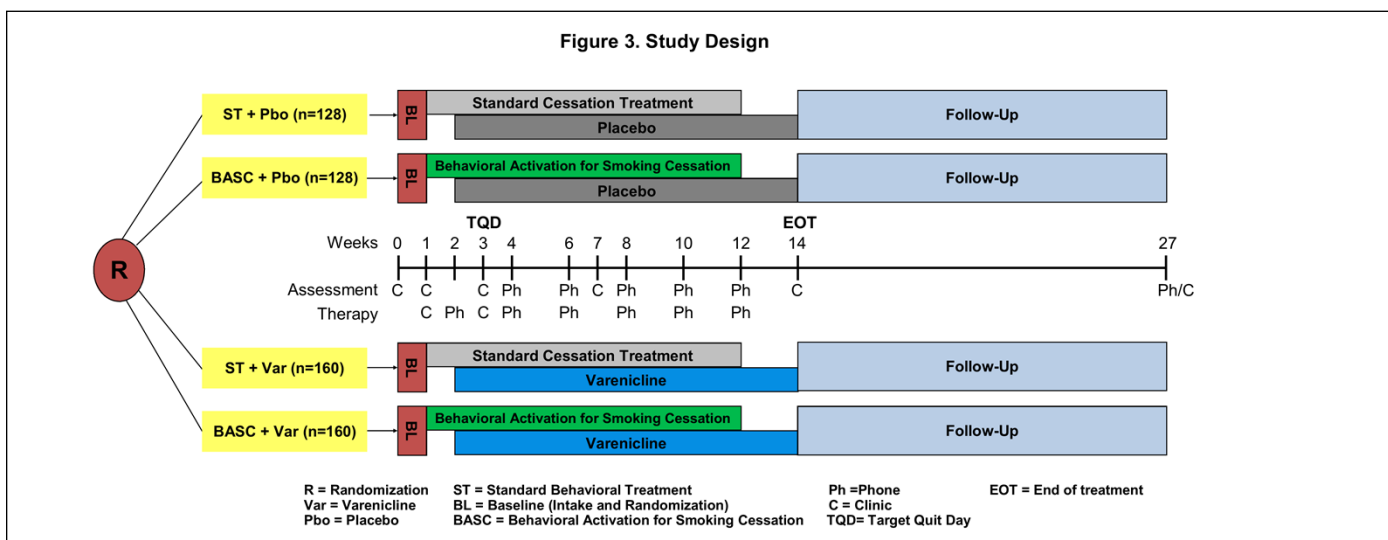 Figure 3. Study Design
ST + Pbo (n=128)
BL
Standard Cessation Treatment
Placebo
Follow-Up
BASC + Pbo (n=128)
BL
Behavioral Activation for Smoking Cessation
Placebo
Follow-Up
TQD EOT
Weeks 0 1 2 3 4 6 7 8 10 12 14 27
R
Assessment C C C Ph Ph C Ph Ph Ph C Ph/C
Therapy C Ph C Ph Ph Ph Ph Ph
ST + Var (n=160)
BL
Standard Cessation Treatment
Varenicline
Follow-Up
BASC + Var (n=160)
BL
Behavioral Activation for Smoking Cessation
Varenicline
Follow-Up
R = Randomization ST = Standard Behavioral Treatment Ph =Phone EOT = End of treatment
Var = Varenicline BL = Baseline (Intake and Randomization) C = Clinic
Pbo = Placebo BASC = Behavioral Activation for Smoking Cessation TQD= Target Quit Day